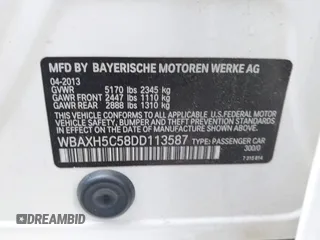 MFD BY BAYERISCHE MOTOREN WERKE AG
04-2013
GVWR 5170 lbs 2345 kg
GAWR FRONT 2447 lbs 1110 kg
GAWR REAR 2888 lbs 1310 kg
THIS VEHICLE CONFORMS TO ALL APPLICABLE U.S.FEDERAL MOTOR
VEHICLE SAFETY, BUMPER, AND THEFT PREVENTION STANDARDS IN
EFFECT ON THE DATE OF MANUFACTURE SHOWN ABOVE.
WBAXH5C58DD113587 TYPE: PASSENGER CAR
300/0
DREAMBID